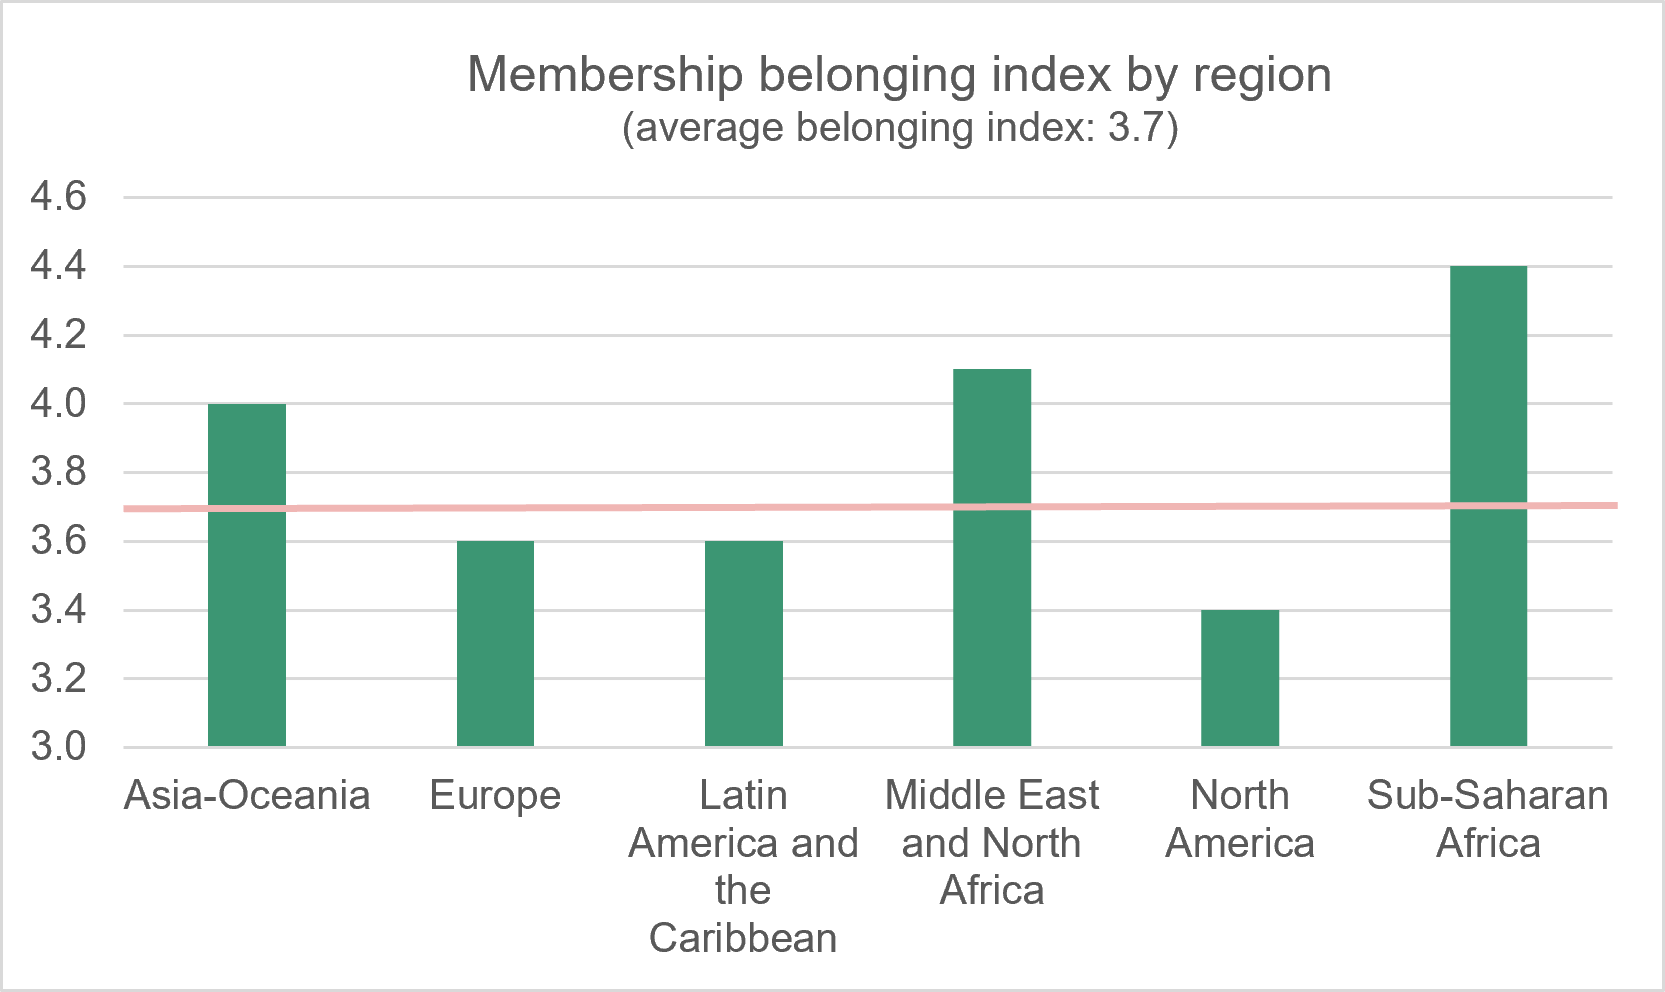 Membership belonging index by region
(average belonging index: 3.7)
4.6
4.4
4.2
4.0
3.8
3.6
3.4
3.2
3.0
Asia-Oceania
Europe
Latin
America and
the
Caribbean
Middle East
and North
Africa
North
America
Sub-Saharan
Africa